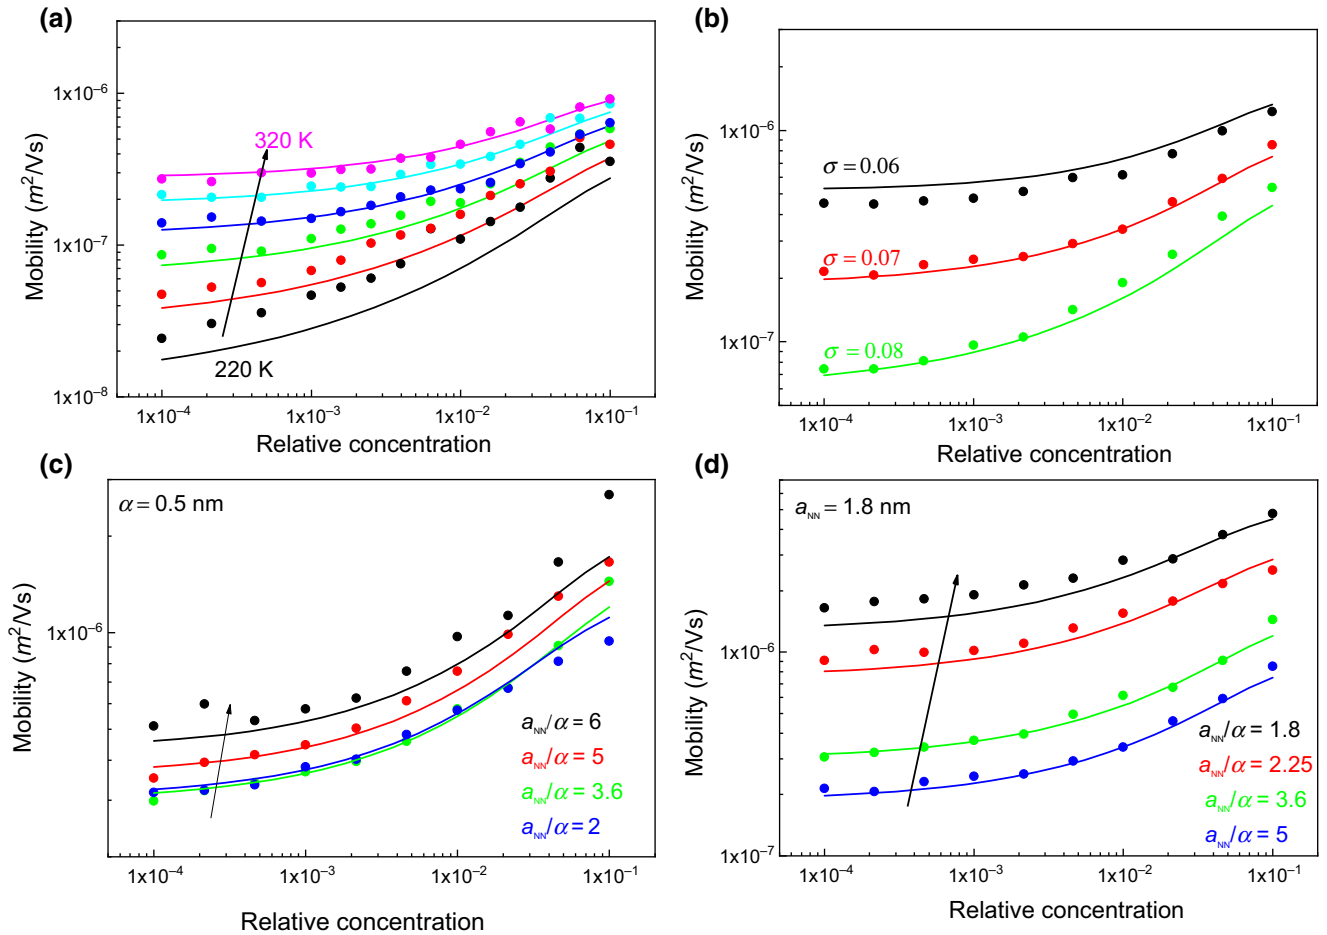 (a)
Mobility (m²/Vs)
1x10⁻⁶
1x10⁻⁷
1x10⁻⁸
320 K
220 K
1x10⁻⁴ 1x10⁻³ 1x10⁻² 1x10⁻¹
Relative concentration
(b)
Mobility (m²/Vs)
1x10⁻⁶
1x10⁻⁷
σ = 0.06
σ = 0.07
σ = 0.08
1x10⁻⁴ 1x10⁻³ 1x10⁻² 1x10⁻¹
Relative concentration
(c)
α = 0.5 nm
Mobility (m²/Vs)
1x10⁻⁶
a_NN/α = 6
a_NN/α = 5
a_NN/α = 3.6
a_NN/α = 2
1x10⁻⁴ 1x10⁻³ 1x10⁻² 1x10⁻¹
Relative concentration
(d)
a_NN = 1.8 nm
Mobility (m²/Vs)
1x10⁻⁶
1x10⁻⁷
a_NN/α = 1.8
a_NN/α = 2.25
a_NN/α = 3.6
a_NN/α = 5
1x10⁻⁴ 1x10⁻³ 1x10⁻² 1x10⁻¹
Relative concentration